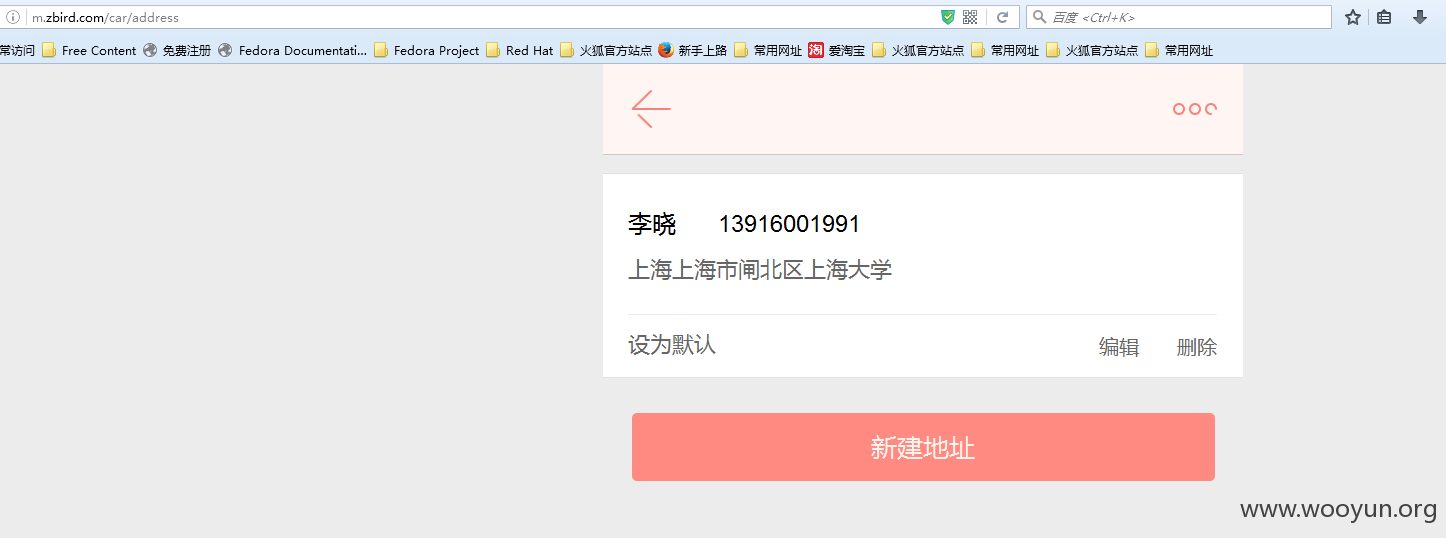 m.zbird.com/car/address
百度 <Ctrl+K>
常访问 Free Content 免费注册 Fedora Documentati... Fedora Project Red Hat 火狐官方站点 新手上路 常用网址 淘 爱淘宝 火狐官方站点 常用网址 火狐官方站点 常用网址
李晓 13916001991
上海上海市闸北区上海大学
设为默认 编辑 删除
新建地址
www.wooyun.org